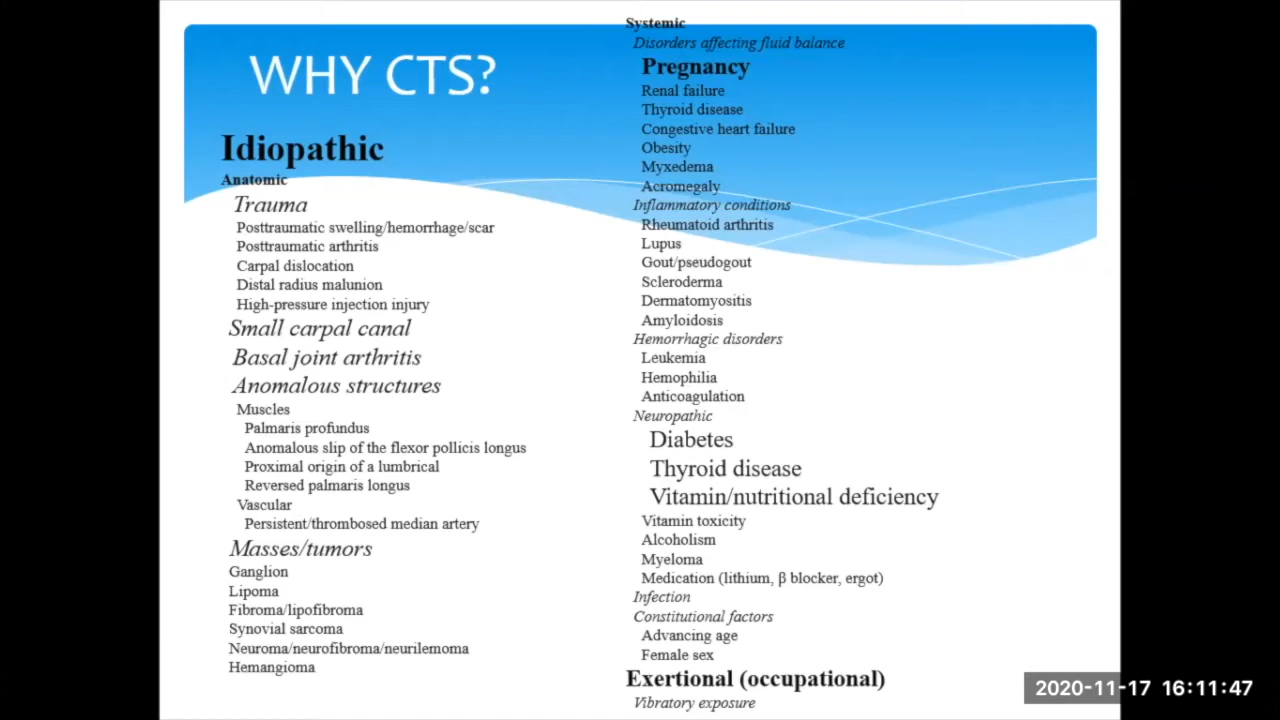 WHY CTS?
Idiopathic
Anatomic
Trauma
Posttraumatic swelling/hemorrhage/scar
Posttraumatic arthritis
Carpal dislocation
Distal radius malunion
High-pressure injection injury
Small carpal canal
Basal joint arthritis
Anomalous structures
Muscles
Palmaris profundus
Anomalous slip of the flexor pollicis longus
Proximal origin of a lumbrical
Reversed palmaris longus
Vascular
Persistent/thrombosed median artery
Masses/tumors
Ganglion
Lipoma
Fibroma/lipofibroma
Synovial sarcoma
Neuroma/neurofibroma/neurilemoma
Hemangioma
Systemic
Disorders affecting fluid balance
Pregnancy
Renal failure
Thyroid disease
Congestive heart failure
Obesity
Myxedema
Acromegaly
Inflammatory conditions
Rheumatoid arthritis
Lupus
Gout/pseudogout
Scleroderma
Dermatomyositis
Amyloidosis
Hemorrhagic disorders
Leukemia
Hemophilia
Anticoagulation
Neuropathic
Diabetes
Thyroid disease
Vitamin/nutritional deficiency
Vitamin toxicity
Alcoholism
Myeloma
Medication (lithium, β blocker, ergot)
Infection
Constitutional factors
Advancing age
Female sex
Exertional (occupational)
Vibratory exposure
2020-11-17 16:11:47